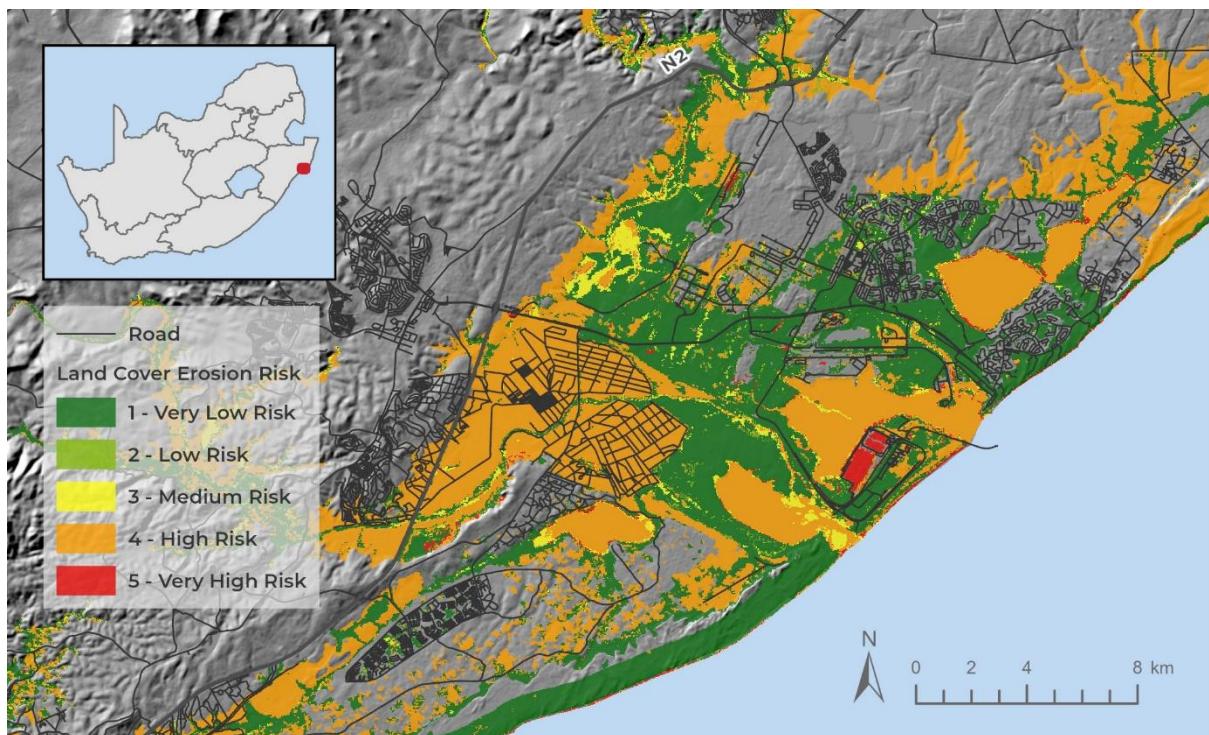 N2
Road
Land Cover Erosion Risk
1 - Very Low Risk
2 - Low Risk
3 - Medium Risk
4 - High Risk
5 - Very High Risk
N
0 2 4 8 km